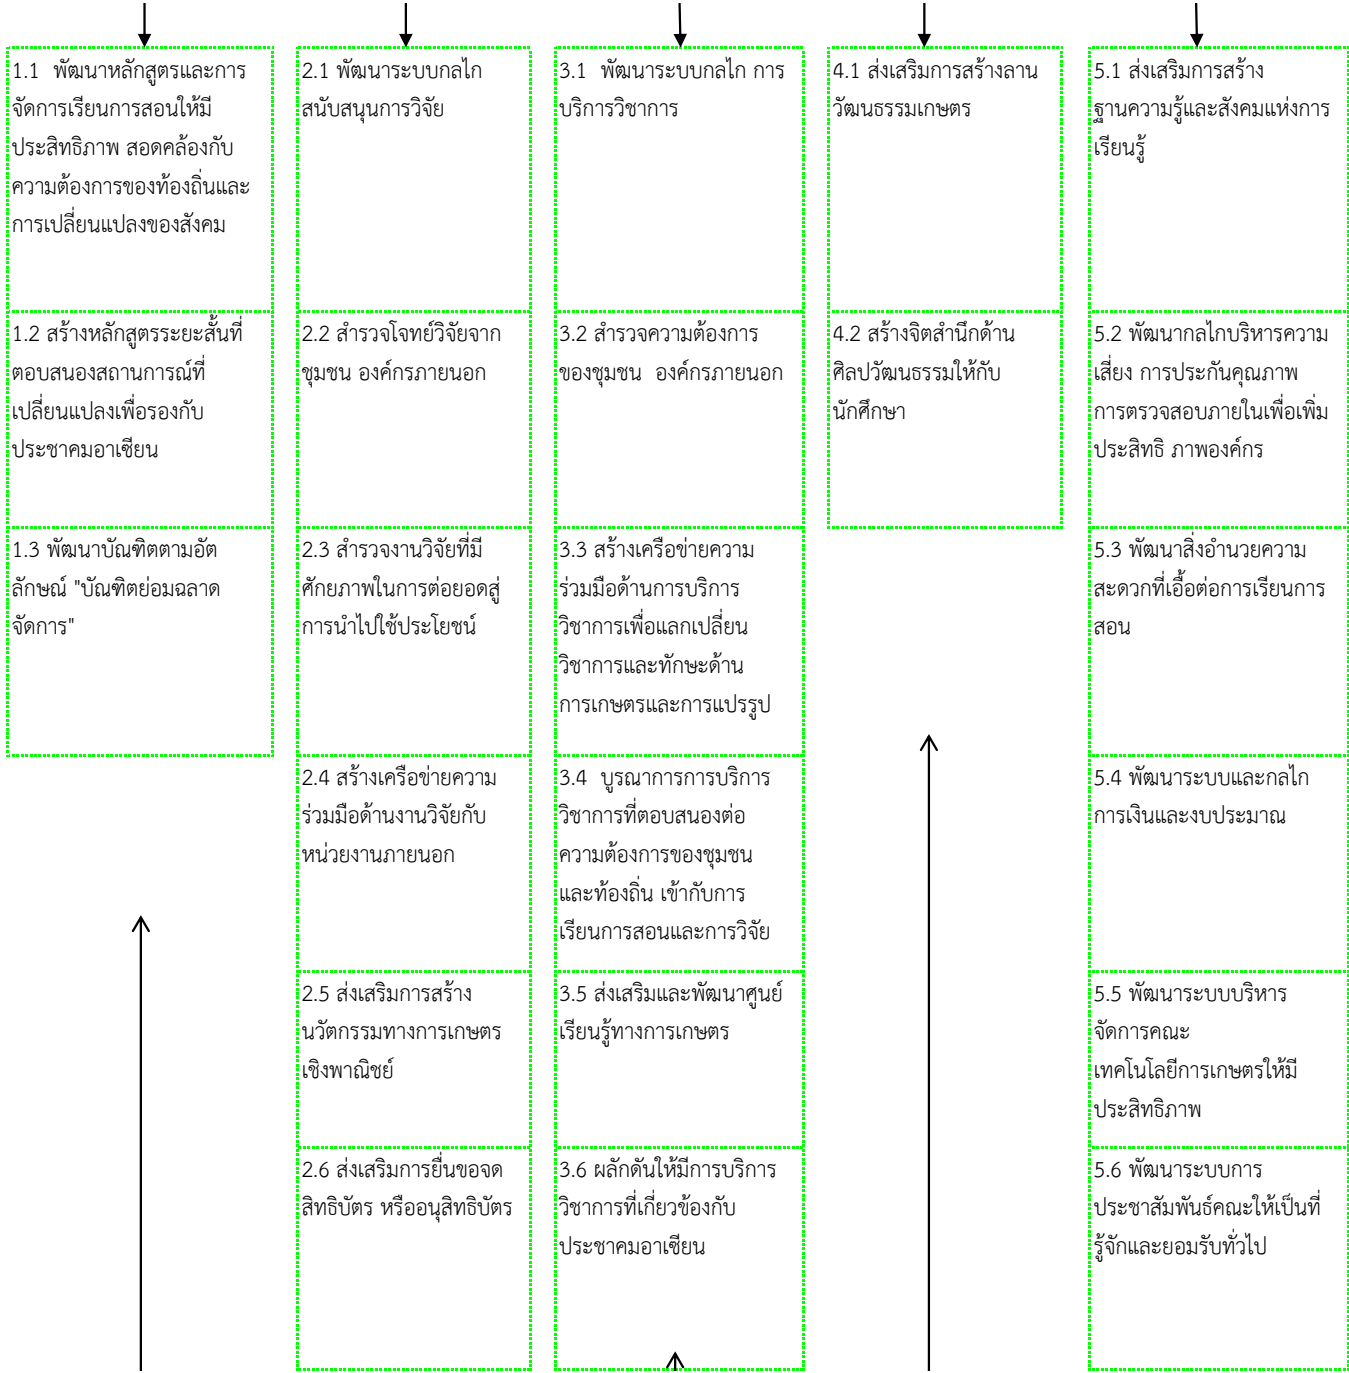 1.1  พัฒนาหลักสูตรและการ
จัดการเรียนการสอนให้มี
ประสิทธิภาพ สอดคล้องกับ
ความต้องการของท้องถิ่นและ
การเปลี่ยนแปลงของสังคม
1.2 สร้างหลักสูตรระยะสั้นที่
ตอบสนองสถานการณ์ที่
เปลี่ยนแปลงเพื่อรองกับ
ประชาคมอาเซียน
1.3 พัฒนาบัณฑิตตามอัต
ลักษณ์ "บัณฑิตย่อมฉลาด
จัดการ"
2.1 พัฒนาระบบกลไก
สนับสนุนการวิจัย
2.2 สำรวจโจทย์วิจัยจาก
ชุมชน องค์กรภายนอก
2.3 สำรวจงานวิจัยที่มี
ศักยภาพในการต่อยอดสู่
การนำไปใช้ประโยชน์
2.4 สร้างเครือข่ายความ
ร่วมมือด้านงานวิจัยกับ
หน่วยงานภายนอก
2.5 ส่งเสริมการสร้าง
นวัตกรรมทางการเกษตร
เชิงพาณิชย์
2.6 ส่งเสริมการยื่นขอจด
สิทธิบัตร หรืออนุสิทธิบัตร
3.1  พัฒนาระบบกลไก การ
บริการวิชาการ
3.2 สำรวจความต้องการ
ของชุมชน  องค์กรภายนอก
3.3 สร้างเครือข่ายความ
ร่วมมือด้านการบริการ
วิชาการเพื่อแลกเปลี่ยน
วิชาการและทักษะด้าน
การเกษตรและการแปรรูป
3.4  บูรณาการการบริการ
วิชาการที่ตอบสนองต่อ
ความต้องการของชุมชน
และท้องถิ่น เข้ากับการ
เรียนการสอนและการวิจัย
3.5 ส่งเสริมและพัฒนาศูนย์
เรียนรู้ทางการเกษตร
3.6 ผลักดันให้มีการบริการ
วิชาการที่เกี่ยวข้องกับ
ประชาคมอาเซียน
4.1 ส่งเสริมการสร้างลาน
วัฒนธรรมเกษตร
4.2 สร้างจิตสำนึกด้าน
ศิลปวัฒนธรรมให้กับ
นักศึกษา
5.1 ส่งเสริมการสร้าง
ฐานความรู้และสังคมแห่งการ
เรียนรู้
5.2 พัฒนากลไกบริหารความ
เสี่ยง การประกันคุณภาพ
การตรวจสอบภายในเพื่อเพิ่ม
ประสิทธิ ภาพองค์กร
5.3 พัฒนาสิ่งอำนวยความ
สะดวกที่เอื้อต่อการเรียนการ
สอน
5.4 พัฒนาระบบและกลไก
การเงินและงบประมาณ
5.5 พัฒนาระบบบริหาร
จัดการคณะ
เทคโนโลยีการเกษตรให้มี
ประสิทธิภาพ
5.6 พัฒนาระบบการ
ประชาสัมพันธ์คณะให้เป็นที่
รู้จักและยอมรับทั่วไป